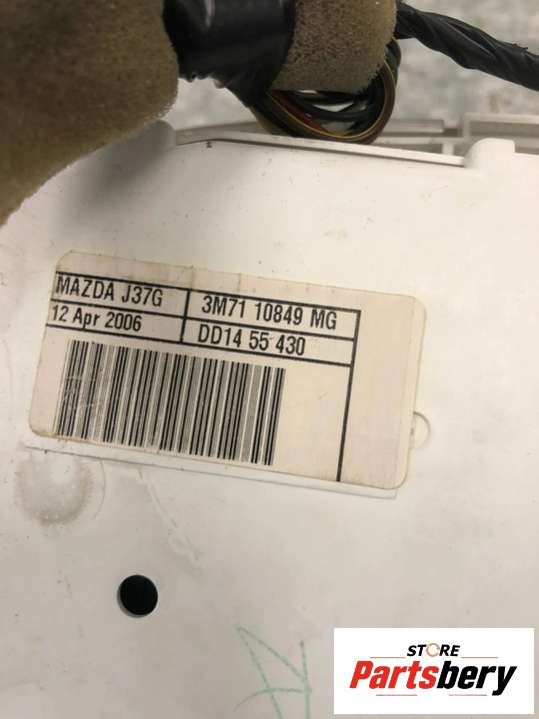 MAZDA J37G
3M71 10849 MG
12 Apr 2006
DD14 55 430
STORE
Partsbery